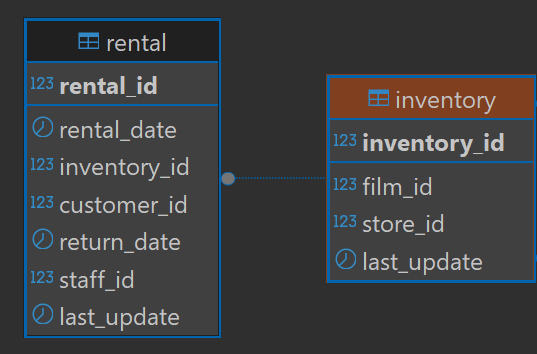 rental
123 rental_id
rental_date
123 inventory_id
123 customer_id
return_date
123 staff_id
last_update
inventory
123 inventory_id
123 film_id
123 store_id
last_update